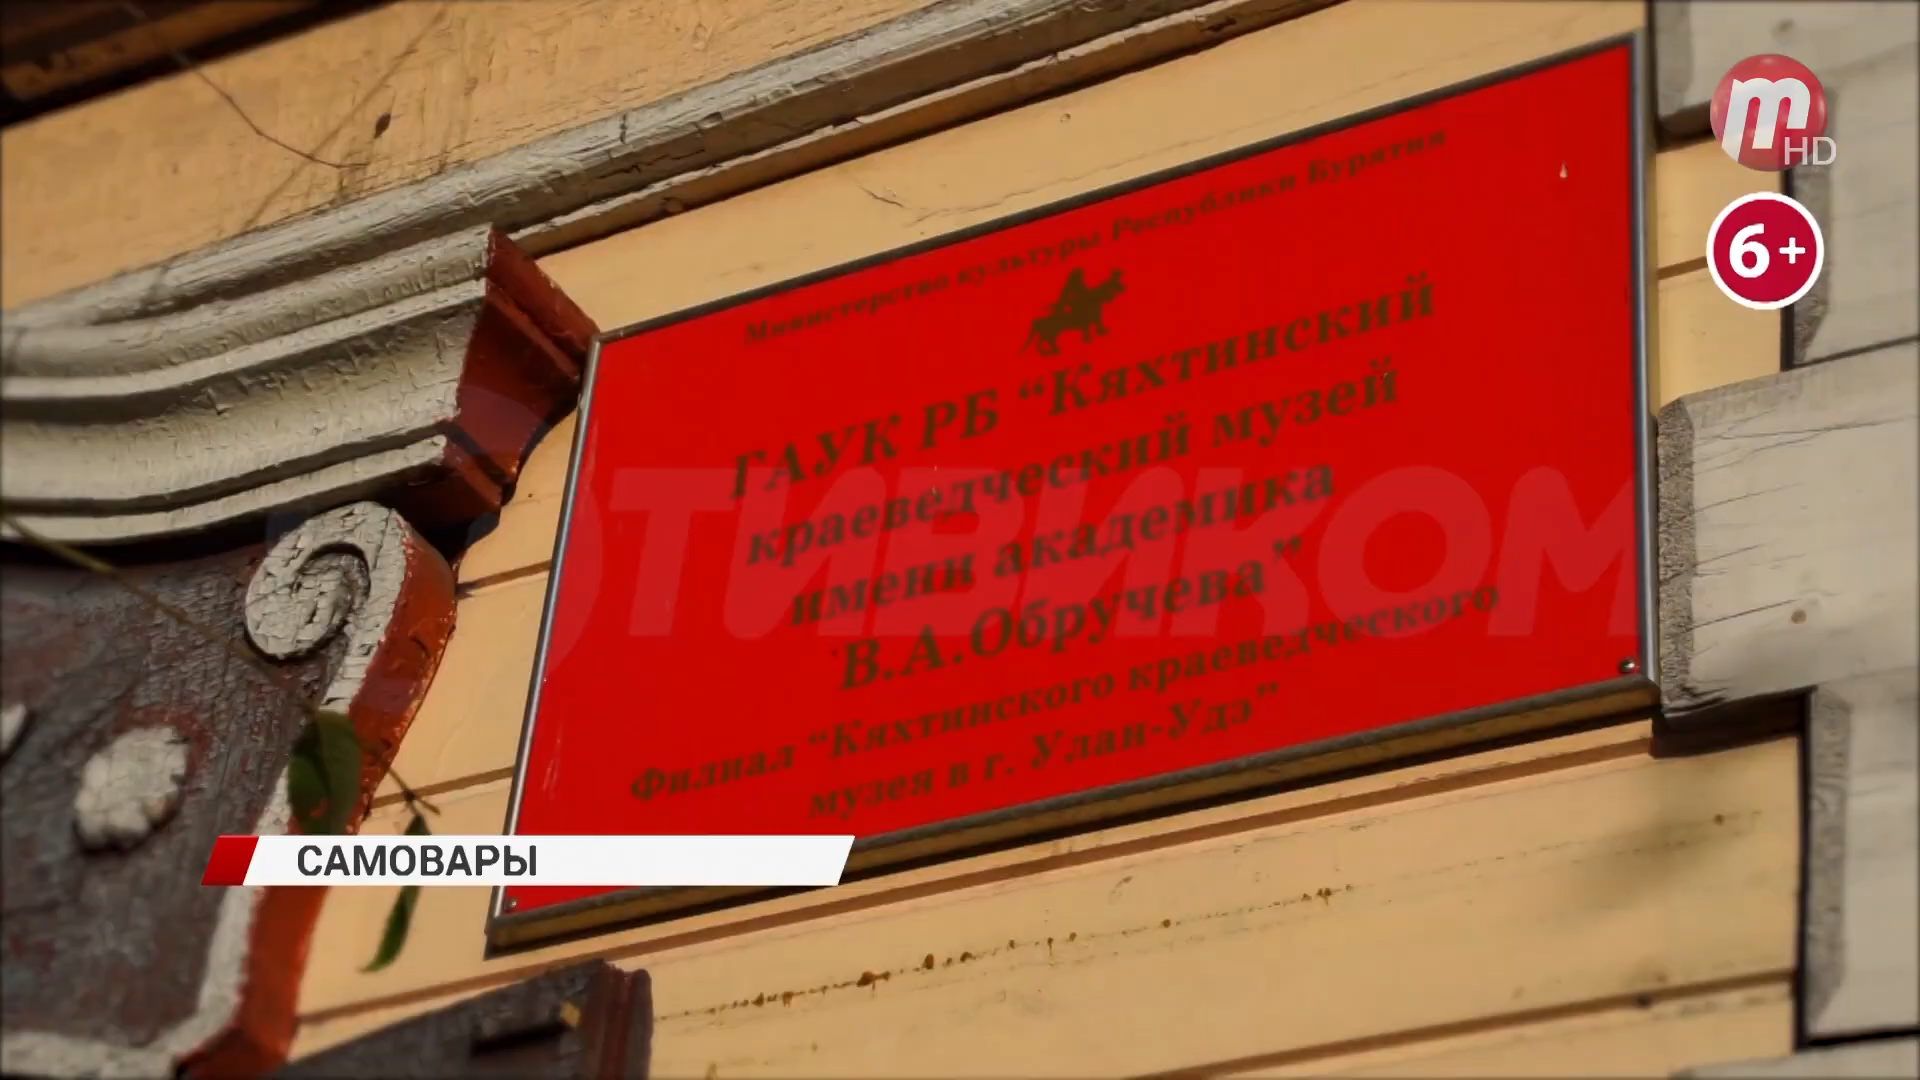 m HD
6+
Министерство культуры Республики Бурятия
ГАУК РБ “Кяхтинский
краеведческий музей
имени академика
В.А.Обручева”
Филиал “Кяхтинского краеведческого
музея в г. Улан-Удэ”
ТИВИКОМ
САМОВАРЫ